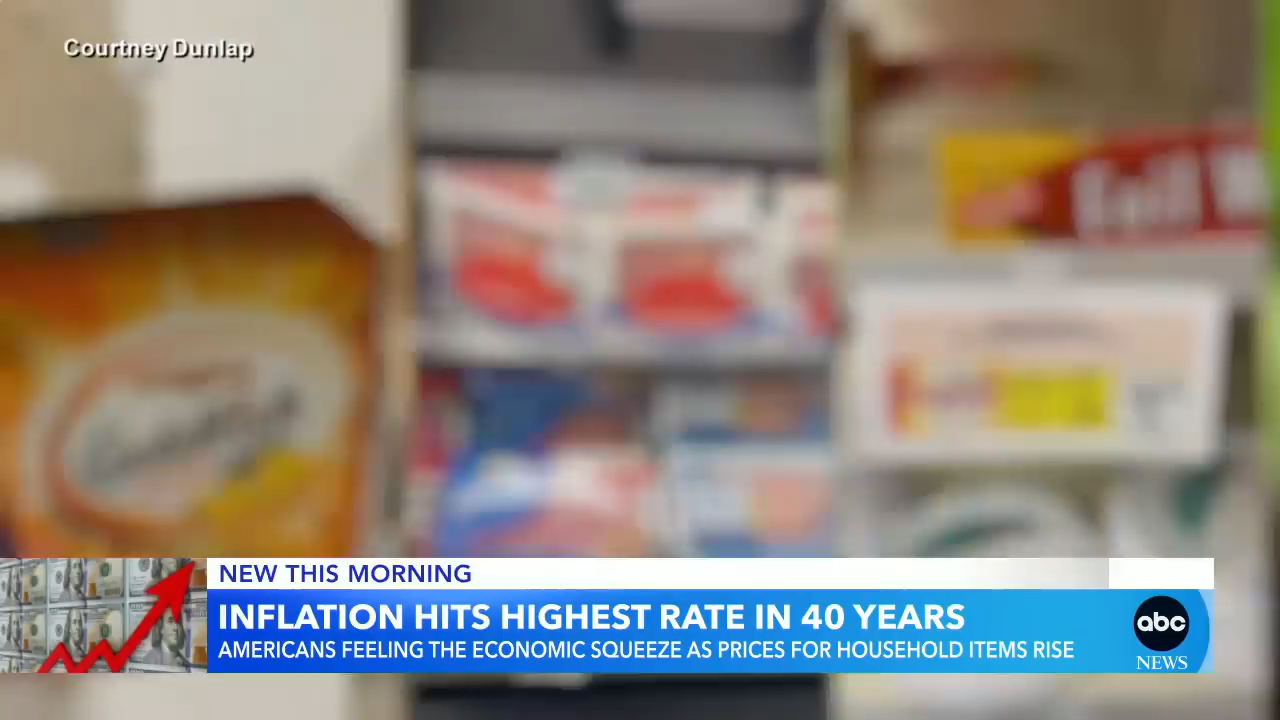 Courtney Dunlap
NEW THIS MORNING
INFLATION HITS HIGHEST RATE IN 40 YEARS
AMERICANS FEELING THE ECONOMIC SQUEEZE AS PRICES FOR HOUSEHOLD ITEMS RISE
abc
NEWS